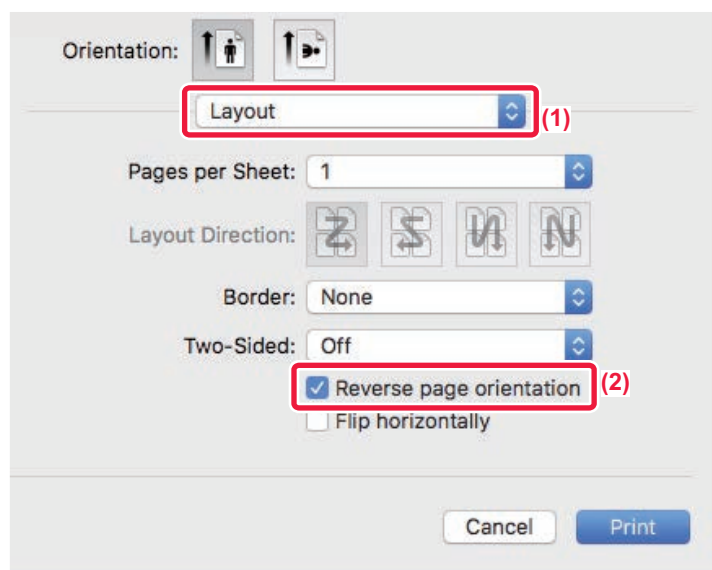 Orientation:
Layout
(1)
Pages per Sheet: 1
Layout Direction:
Border: None
Two-Sided: Off
Reverse page orientation (2)
Flip horizontally
Cancel Print